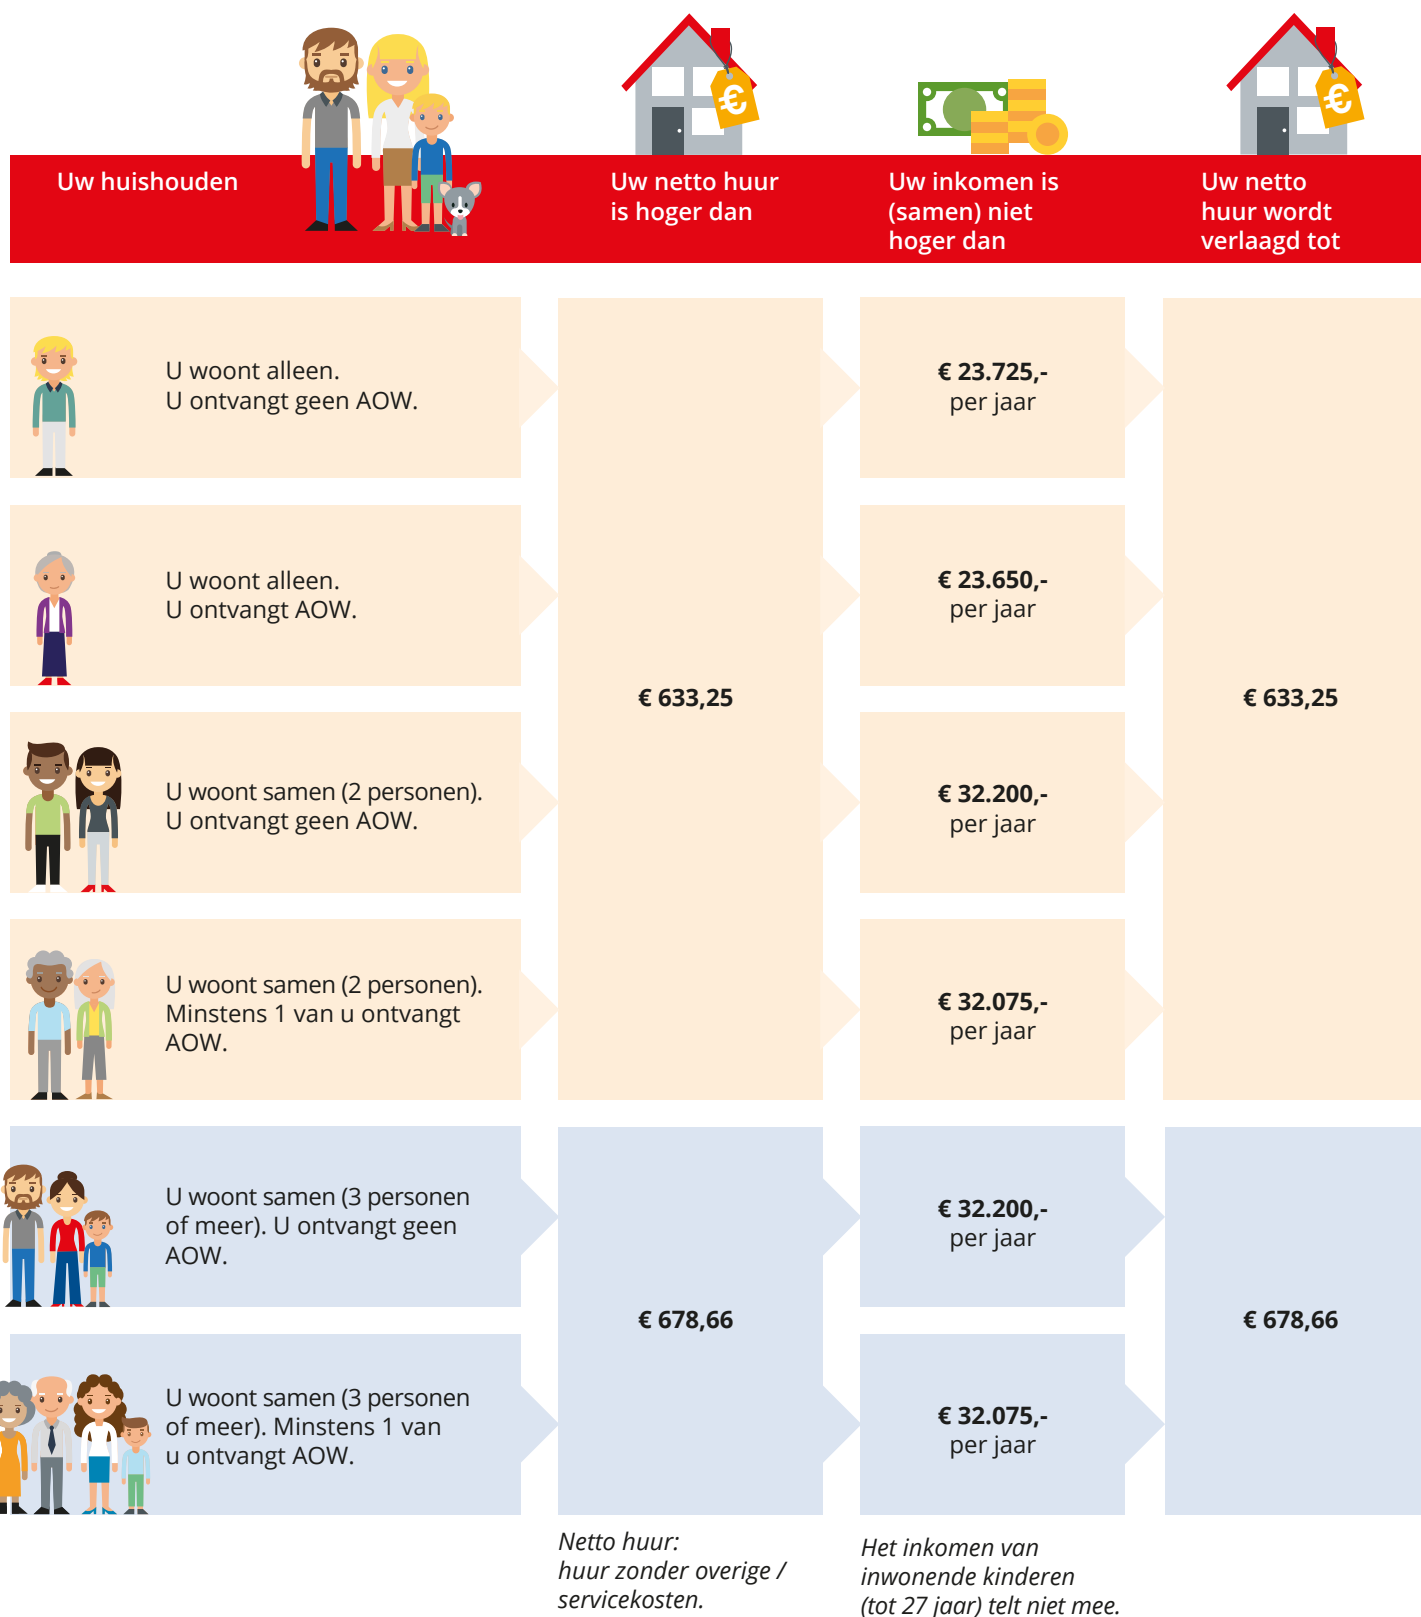 Uw huishouden
Uw netto huur
is hoger dan
Uw inkomen is
(samen) niet
hoger dan
Uw netto
huur wordt
verlaagd tot
€
€
U woont alleen.
U ontvangt geen AOW.
€ 23.725,-
per jaar
U woont alleen.
U ontvangt AOW.
€ 23.650,-
per jaar
€ 633,25
€ 633,25
U woont samen (2 personen).
U ontvangt geen AOW.
€ 32.200,-
per jaar
U woont samen (2 personen).
Minstens 1 van u ontvangt
AOW.
€ 32.075,-
per jaar
U woont samen (3 personen
of meer). U ontvangt geen
AOW.
€ 32.200,-
per jaar
€ 678,66
€ 678,66
U woont samen (3 personen
of meer). Minstens 1 van
u ontvangt AOW.
€ 32.075,-
per jaar
Netto huur:
huur zonder overige /
servicekosten.
Het inkomen van
inwonende kinderen
(tot 27 jaar) telt niet mee.